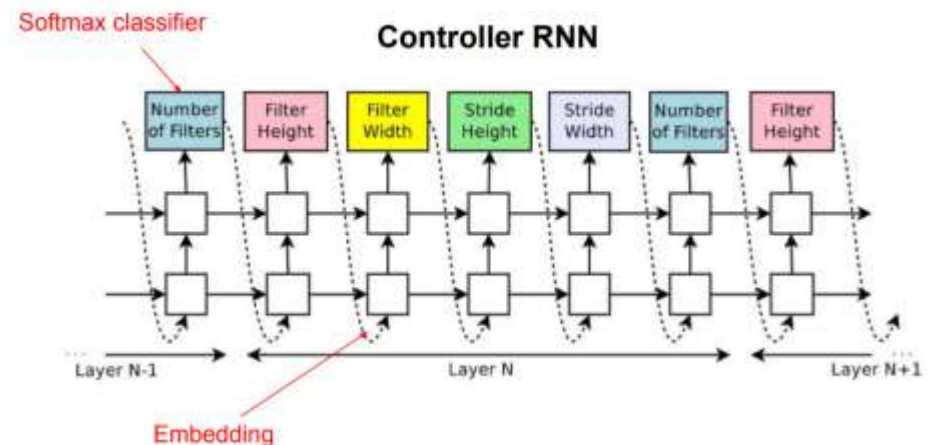 Softmax classifier
Controller RNN
Number
of Filters
Filter
Height
Filter
Width
Stride
Height
Stride
Width
Number
of Filters
Filter
Height
...
Layer N-1
Layer N
...
Layer N+1
Embedding